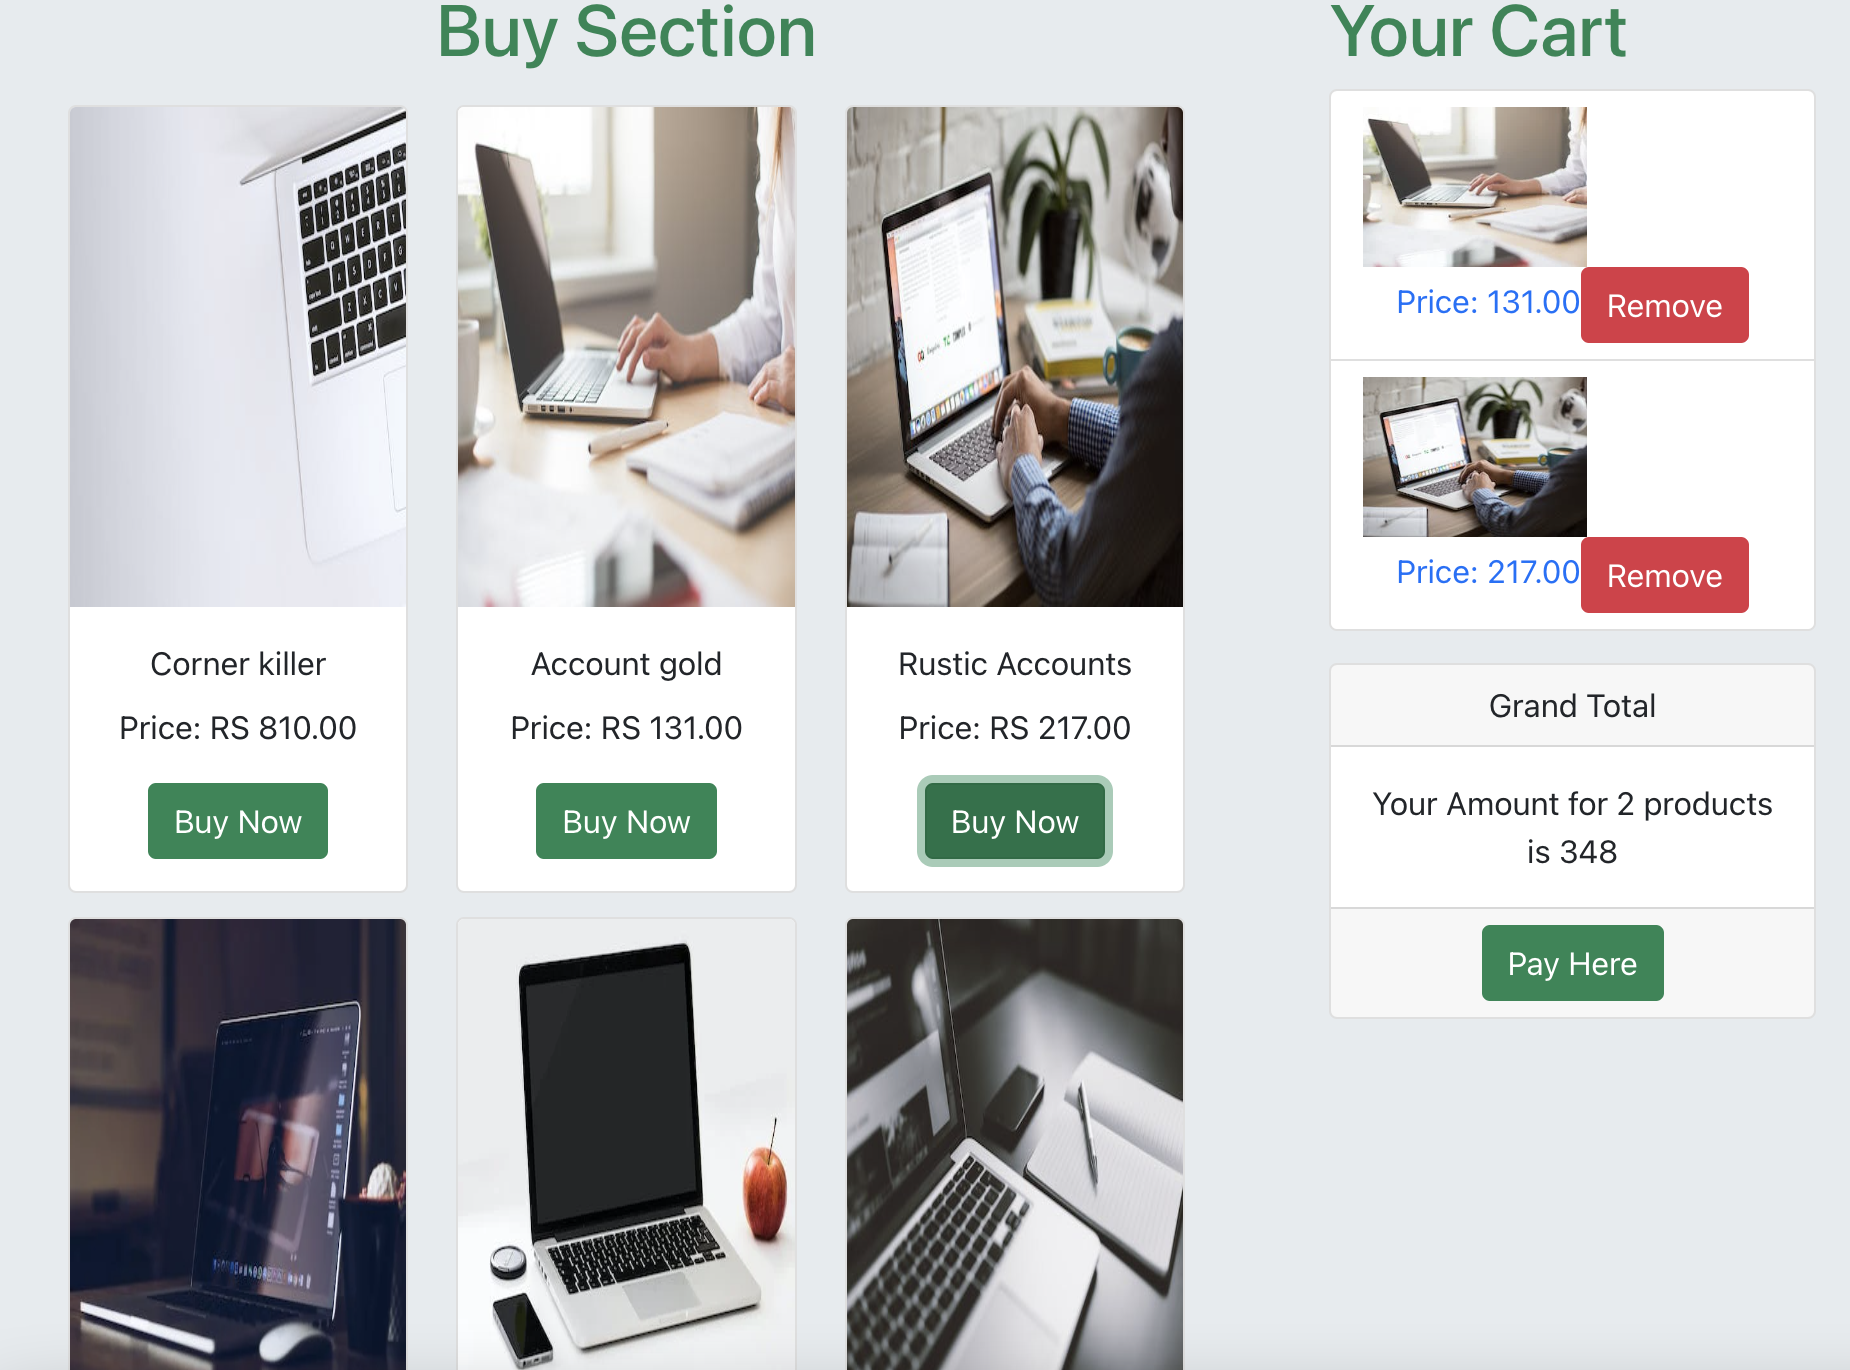 Buy Section
Corner killer
Price: RS 810.00
Buy Now
Account gold
Price: RS 131.00
Buy Now
Rustic Accounts
Price: RS 217.00
Buy Now
Your Cart
Price: 131.00
Remove
Price: 217.00
Remove
Grand Total
Your Amount for 2 products
is 348
Pay Here